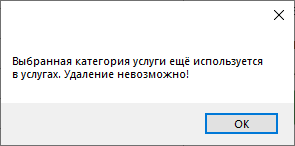 Выбранная категория услуги ещё используется
в услугах. Удаление невозможно!
OK